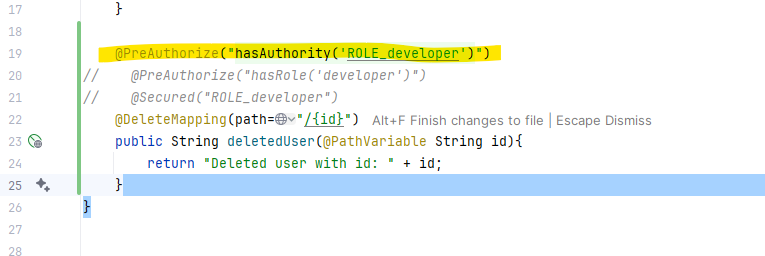 17 }
18
19 @PreAuthorize("hasAuthority('ROLE_developer')")
20 // @PreAuthorize("hasRole('developer')")
21 // @Secured("ROLE_developer")
22 @DeleteMapping(path="/{id}") Alt+F Finish changes to file | Escape Dismiss
23 public String deletedUser(@PathVariable String id){
24 return "Deleted user with id: " + id;
25 }
26 }
27
28